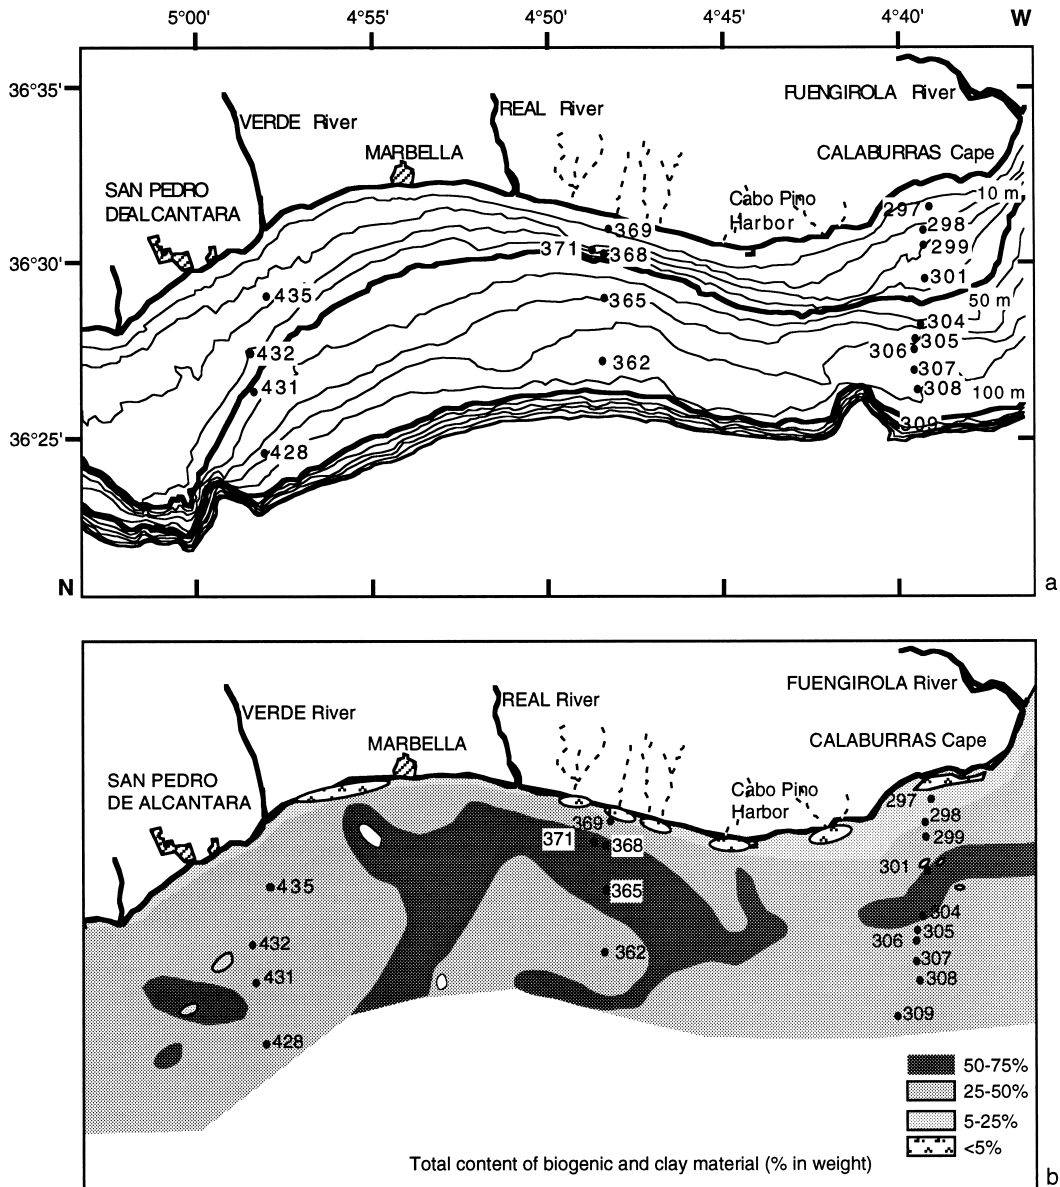 5°00' 4°55' 4°50' 4°45' 4°40' W
36°35'
FUENGIROLA River
REAL River
VERDE River
MARBELLA
CALABURRAS Cape
SAN PEDRO
DEALCANTARA
Cabo Pino
Harbor
10 m
297
298
369
299
371
368
36°30'
301
435
365
50 m
304
305
306
432
362
307
431
308
100 m
309
36°25'
428
N
a
FUENGIROLA River
REAL River
VERDE River
MARBELLA
CALABURRAS Cape
SAN PEDRO
DE ALCANTARA
Cabo Pino
Harbor
297
298
369
299
371
368
301
435
365
304
305
306
432
362
307
431
308
309
428
50-75%
25-50%
5-25%
<5%
Total content of biogenic and clay material (% in weight)
b